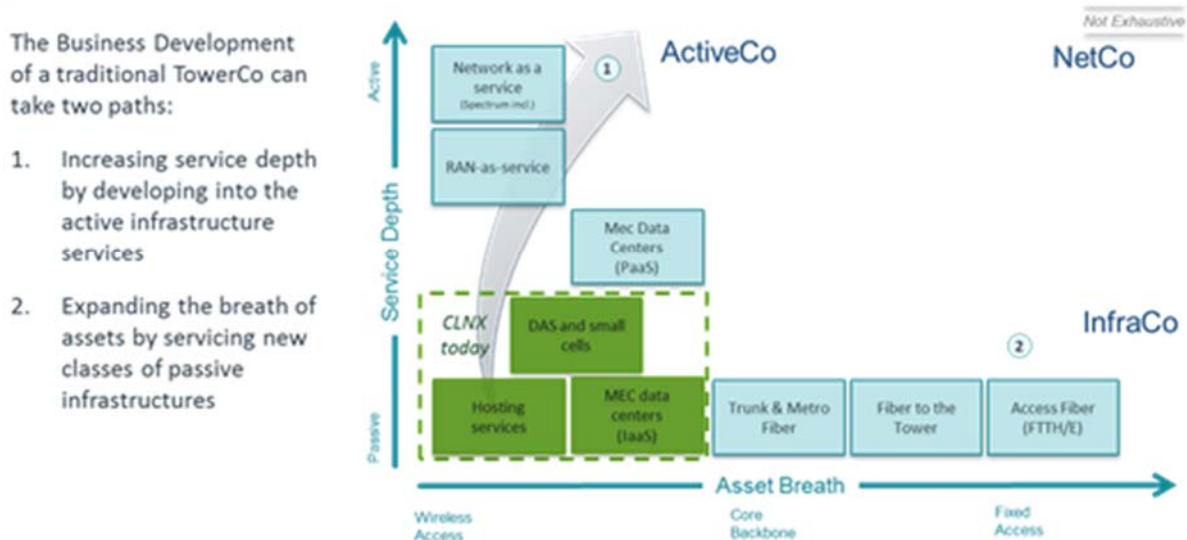 Not Exhaustive
The Business Development
of a traditional TowerCo can
take two paths:
1. Increasing service depth
by developing into the
active infrastructure
services
2. Expanding the breath of
assets by servicing new
classes of passive
infrastructures
Service Depth
Active
Passive
Network as a
service
(Spectrum incl.)
RAN-as-service
1
ActiveCo
NetCo
Mec Data
Centers
(PaaS)
CLNX
today
DAS and small
cells
InfraCo
2
Hosting
services
MEC data
centers
(IaaS)
Trunk & Metro
Fiber
Fiber to the
Tower
Access Fiber
(FTTH/E)
Asset Breath
Wireless
Access
Core
Backbone
Fixed
Access